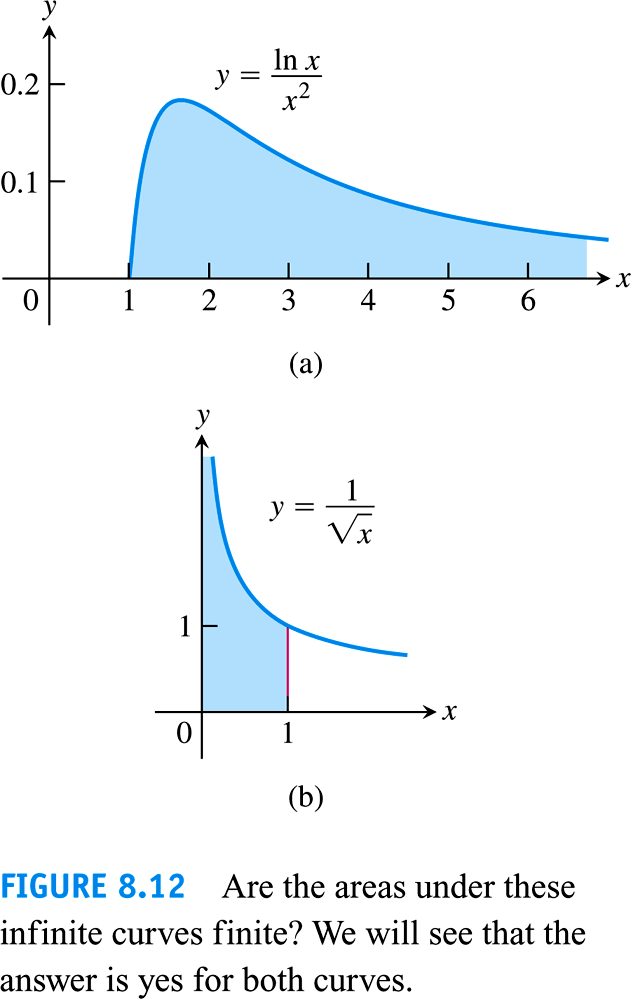 y
0.2
y = ln x / x²
0.1
0 1 2 3 4 5 6 x
(a)
y
y = 1 / √x
1
0 1 x
(b)
FIGURE 8.12 Are the areas under these
infinite curves finite? We will see that the
answer is yes for both curves.